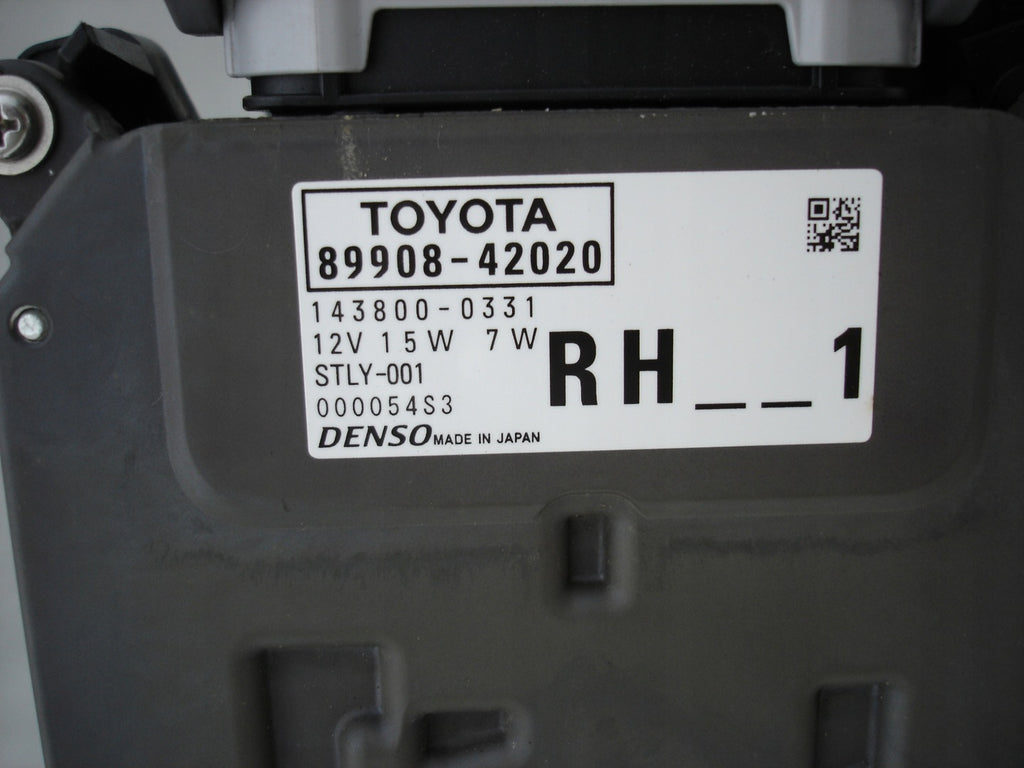 TOYOTA
89908-42020
143800-0331
12V 15W 7W
STLY-001
000054S3
DENSO MADE IN JAPAN
RH__1